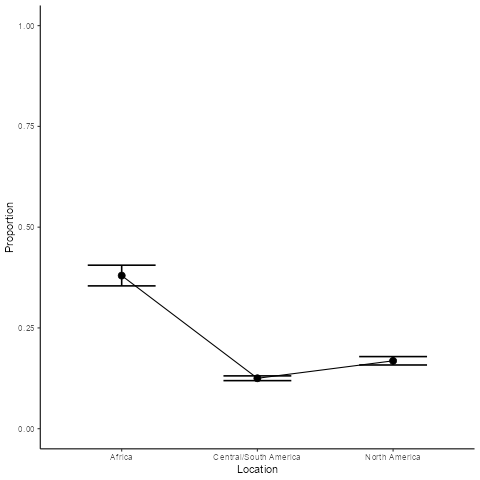 1.00
0.75
0.50
0.25
0.00
Proportion
Africa
Central/South America
North America
Location